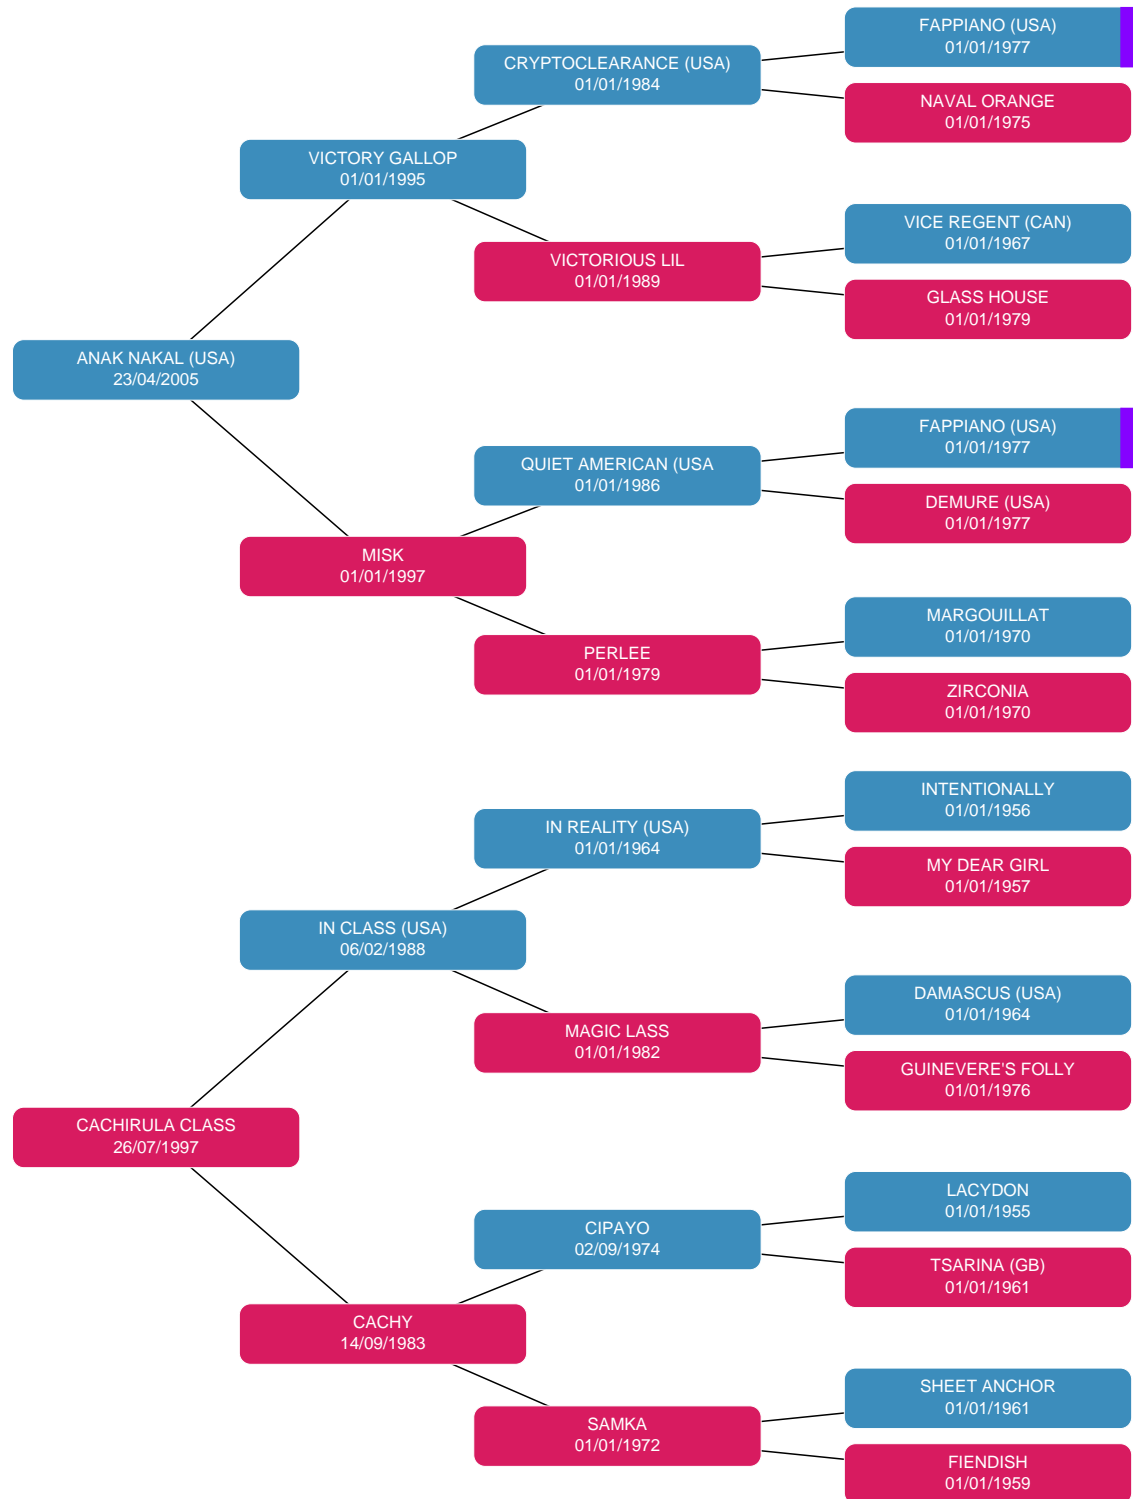 FAPPIANO (USA)
01/01/1977
CRYPTOCLEARANCE (USA)
01/01/1984
NAVAL ORANGE
01/01/1975
VICTORY GALLOP
01/01/1995
VICE REGENT (CAN)
01/01/1967
VICTORIOUS LIL
01/01/1989
GLASS HOUSE
01/01/1979
ANAK NAKAL (USA)
23/04/2005
FAPPIANO (USA)
01/01/1977
QUIET AMERICAN (USA
01/01/1986
DEMURE (USA)
01/01/1977
MISK
01/01/1997
MARGOUILLAT
01/01/1970
PERLEE
01/01/1979
ZIRCONIA
01/01/1970
INTENTIONALLY
01/01/1956
IN REALITY (USA)
01/01/1964
MY DEAR GIRL
01/01/1957
IN CLASS (USA)
06/02/1988
DAMASCUS (USA)
01/01/1964
MAGIC LASS
01/01/1982
GUINEVERE'S FOLLY
01/01/1976
CACHIRULA CLASS
26/07/1997
LACYDON
01/01/1955
CIPAYO
02/09/1974
TSARINA (GB)
01/01/1961
CACHY
14/09/1983
SHEET ANCHOR
01/01/1961
SAMKA
01/01/1972
FIENDISH
01/01/1959